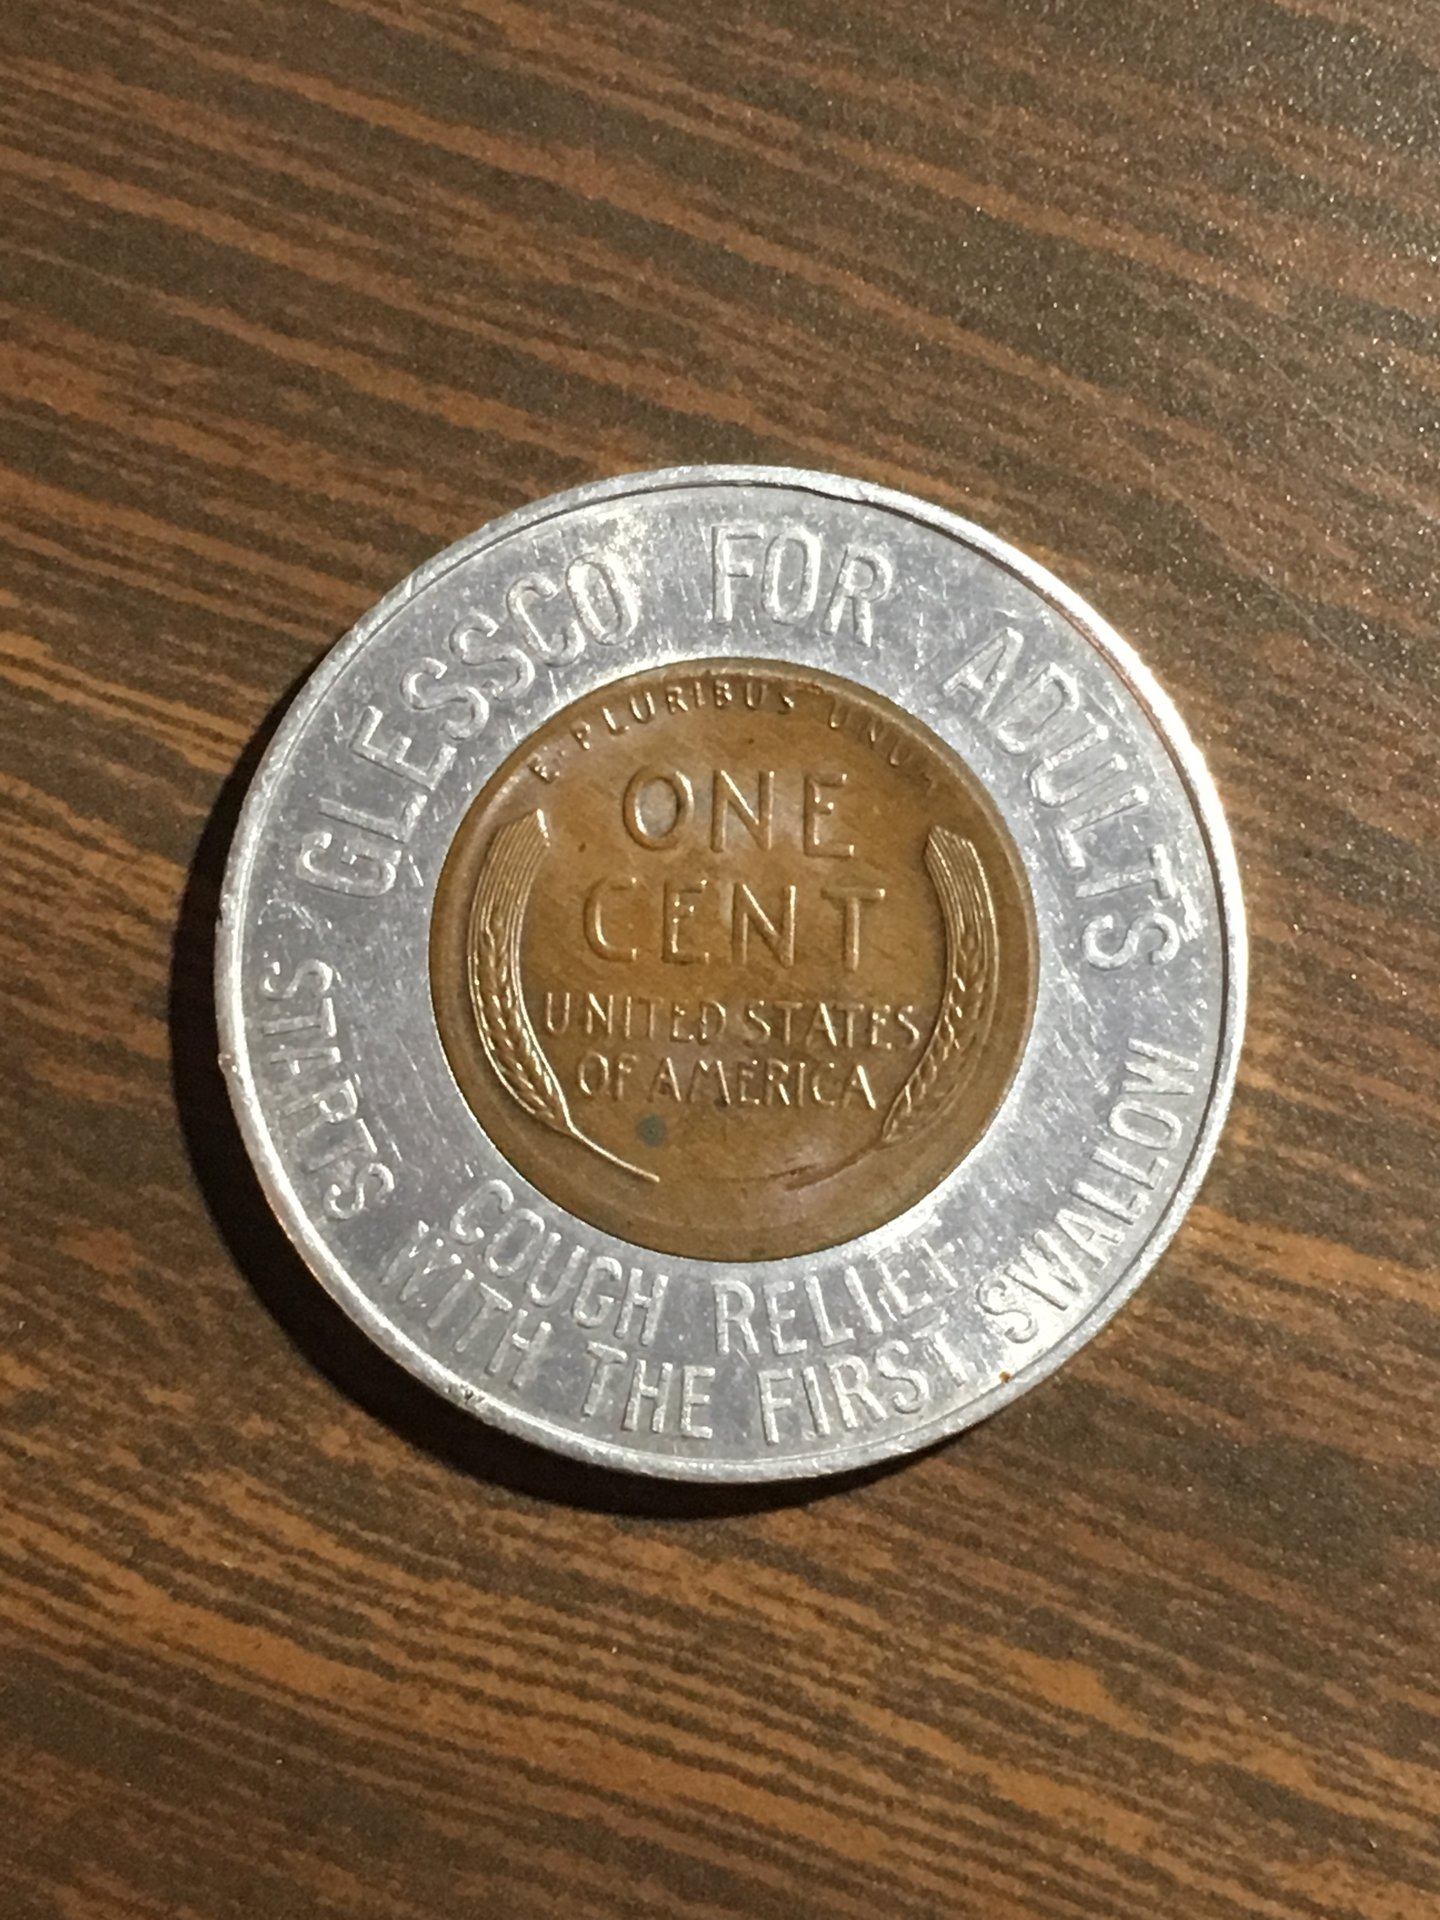 GLESSCO FOR ADULTS
E·PLURIBUS·UNUM
ONE
CENT
UNITED STATES
OF AMERICA
COUGH RELIEF
STARTS WITH THE FIRST SWALLOW